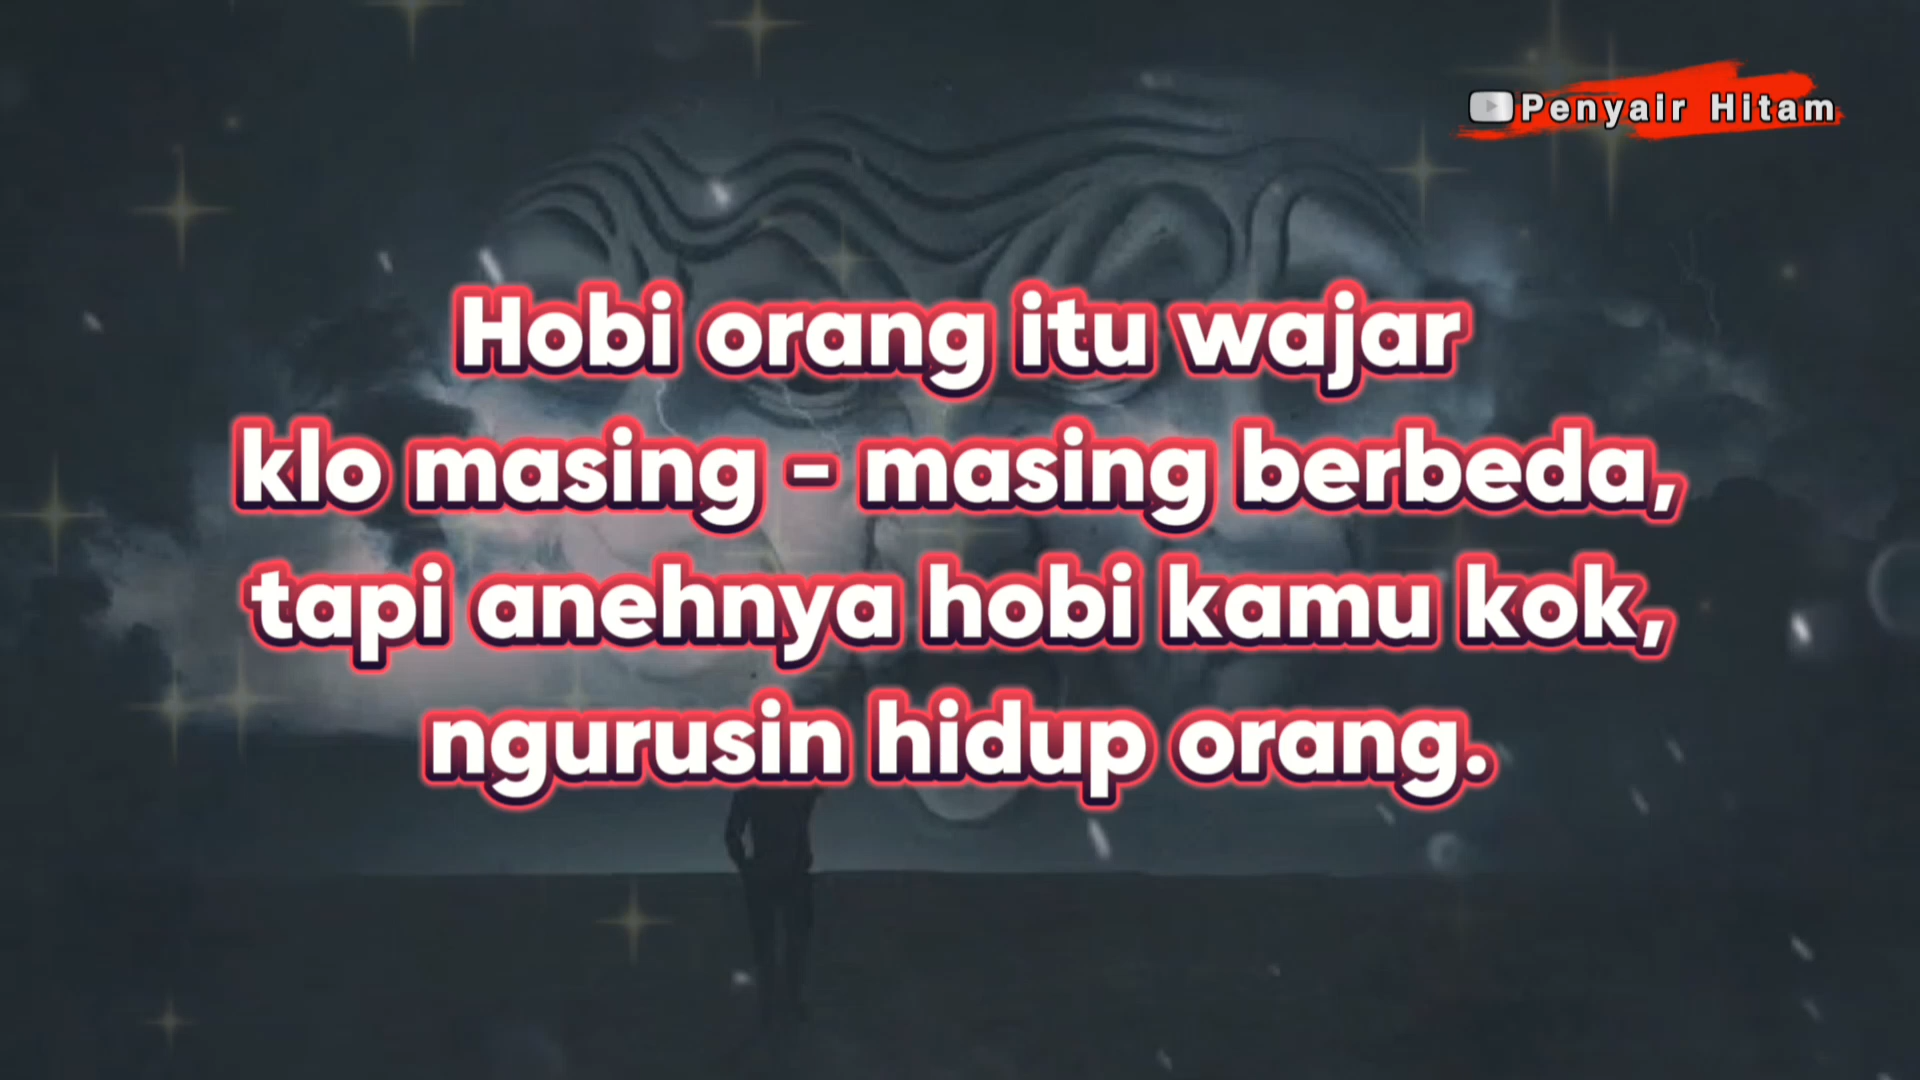 Penyair Hitam
Hobi orang itu wajar
klo masing - masing berbeda,
tapi anehnya hobi kamu kok,
ngurusin hidup orang.